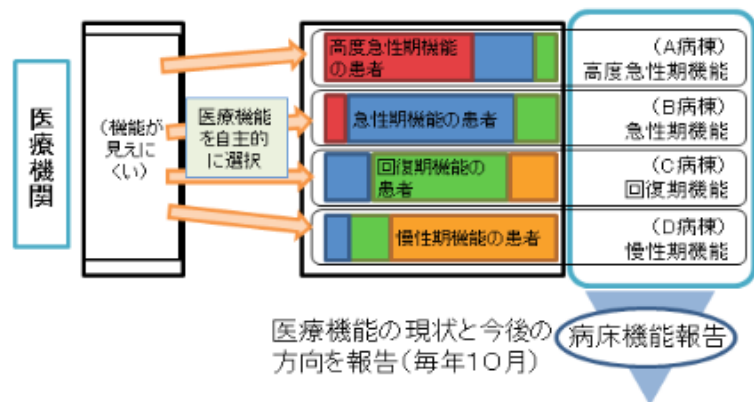 医療機関
(機能が
見えに
くい)
医療機能
を自主的
に選択
高度急性期機能
の患者
急性期機能の患者
回復期機能の
患者
慢性期機能の患者
(A病棟)
高度急性期機能
(B病棟)
急性期機能
(C病棟)
回復期機能
(D病棟)
慢性期機能
医療機能の現状と今後の
方向を報告(毎年10月)
病床機能報告